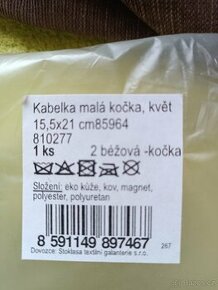 Kabelka malá kočka, květ
15,5x21 cm85964
810277
1 ks 2 béžová -kočka
Složení: eko kůže, kov, magnet,
polyester, polyuretan
8 591149 897467
267
Dovozce: Stoklasa textilní galanterie s.r.o.